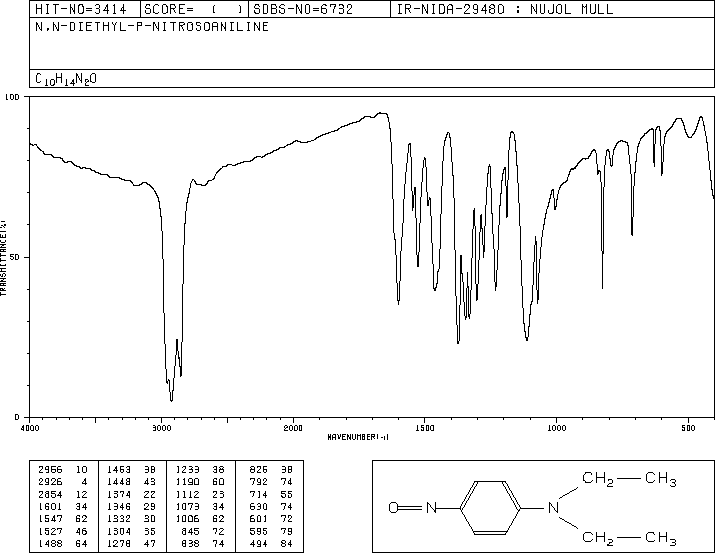 HIT-NO=3414 SCORE= ( ) SDBS-NO=6732 IR-NIDA-29480 : NUJOL MULL
N,N-DIETHYL-P-NITROSOANILINE
C10H14N2O
100
50
0
TRANSMITTANCE(%)
4000 3000 2000 1500 1000 500
WAVENUMBER(-1)
2966 10 1463 38 1233 38 826 38
2926 4 1448 43 1190 60 792 74
2854 12 1374 22 1112 23 714 55
1601 34 1346 29 1073 34 630 74
1547 62 1332 30 1006 62 601 72
1527 46 1304 35 845 72 595 79
1488 64 1278 47 838 74 494 84
CH2 CH3
O N N
CH2 CH3